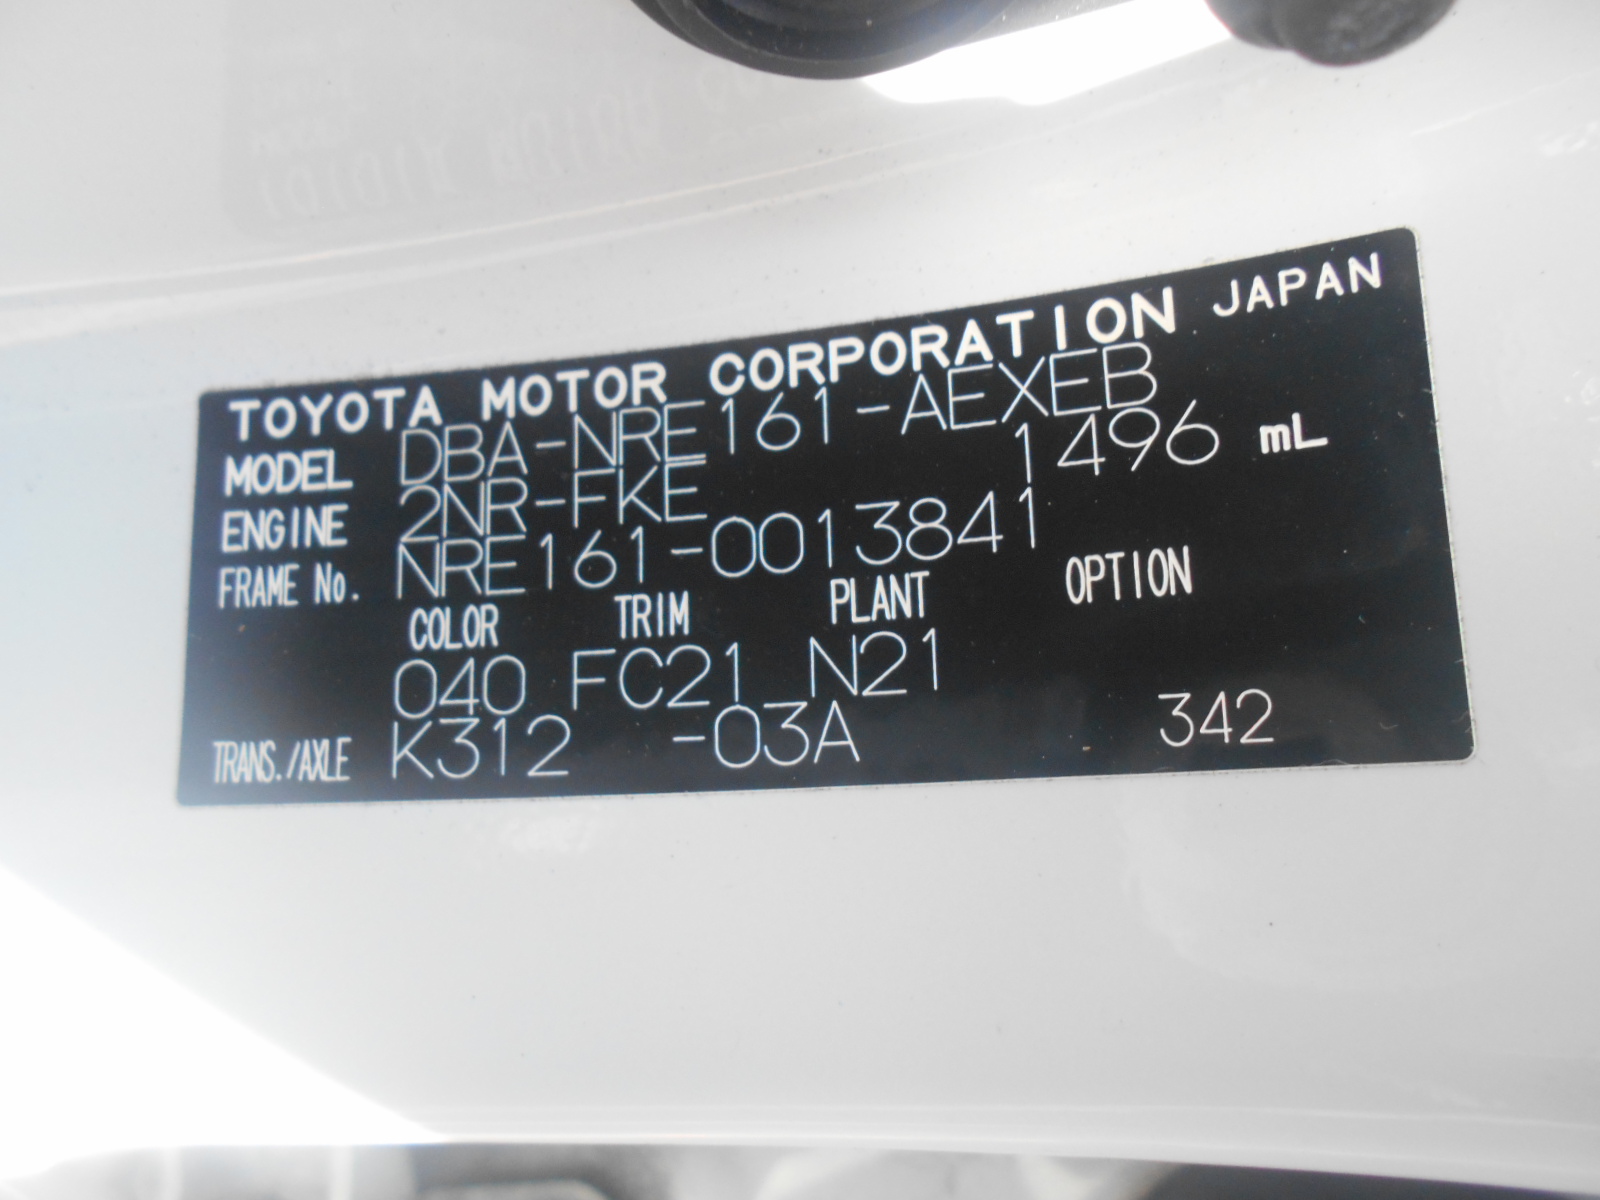 TOYOTA MOTOR CORPORATION JAPAN
MODEL DBA-NRE161-AEXEB
ENGINE 2NR-FKE 1496 mL
FRAME No. NRE161-0013841
COLOR TRIM PLANT OPTION
040 FC21 N21
TRANS./AXLE K312 -03A 342